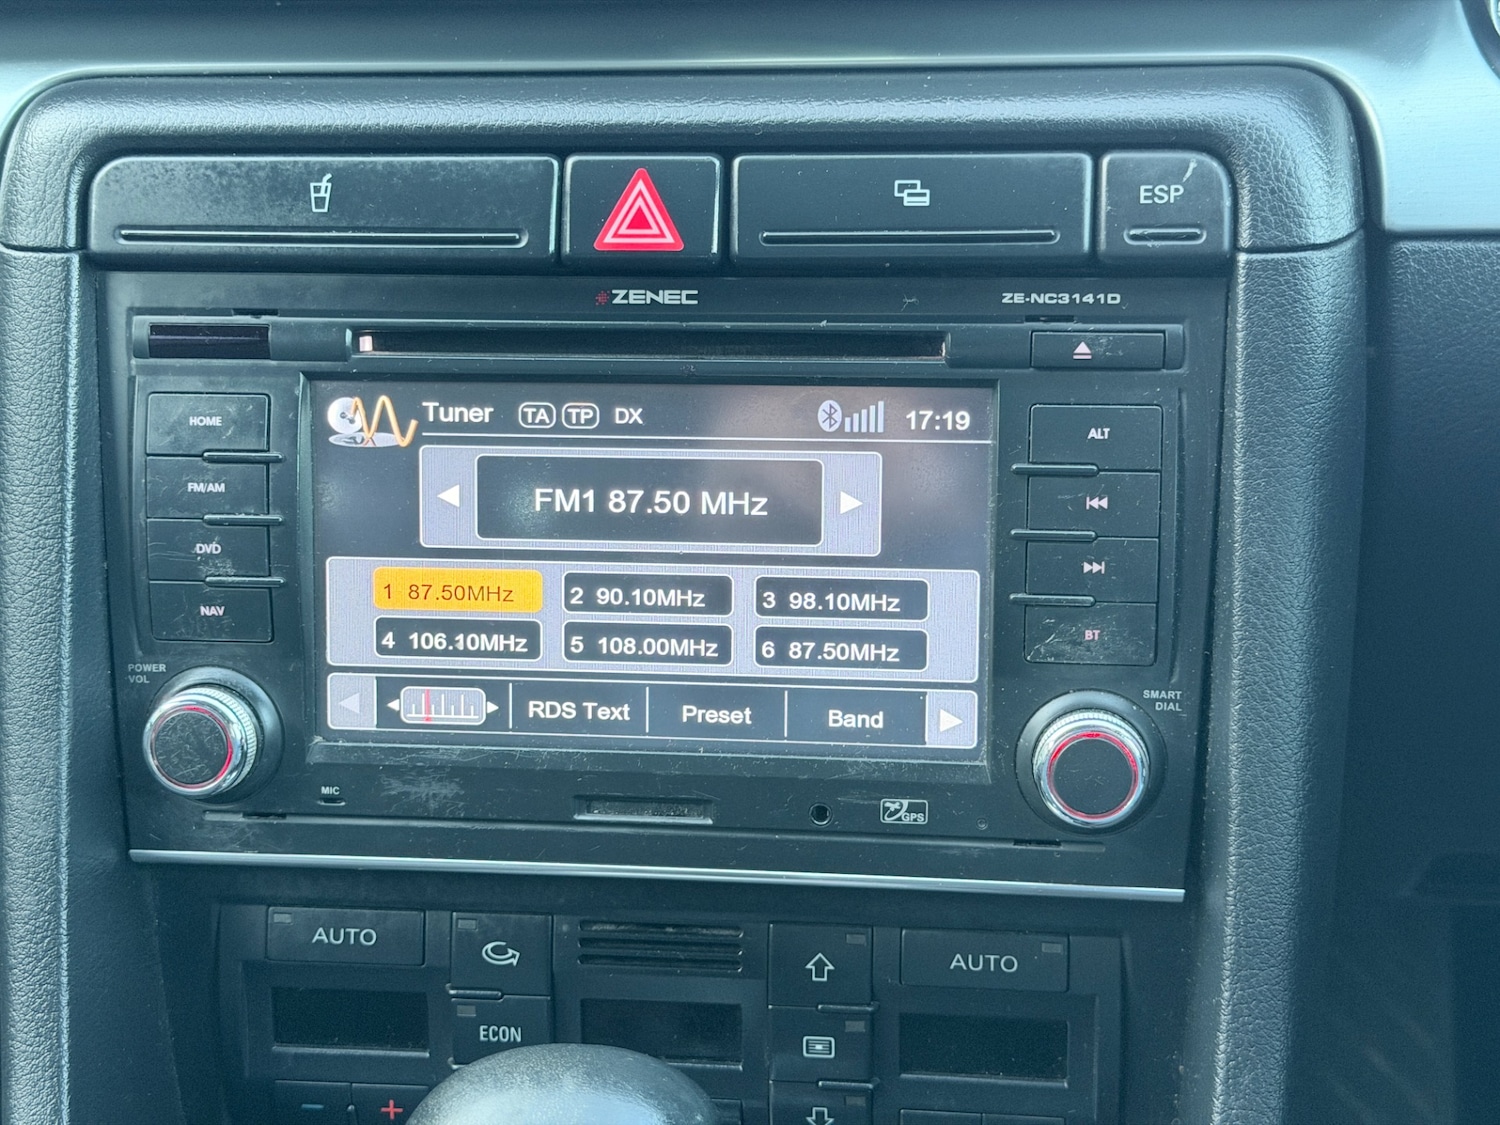 ESP
ZENEC
ZE-NC3141D
HOME
FM/AM
DVD
NAV
POWER
VOL
Tuner TA TP DX 17:19
FM1 87.50 MHz
1 87.50MHz 2 90.10MHz 3 98.10MHz
4 106.10MHz 5 108.00MHz 6 87.50MHz
RDS Text Preset Band
ALT
BT
SMART
DIAL
MIC
GPS
AUTO
AUTO
ECON